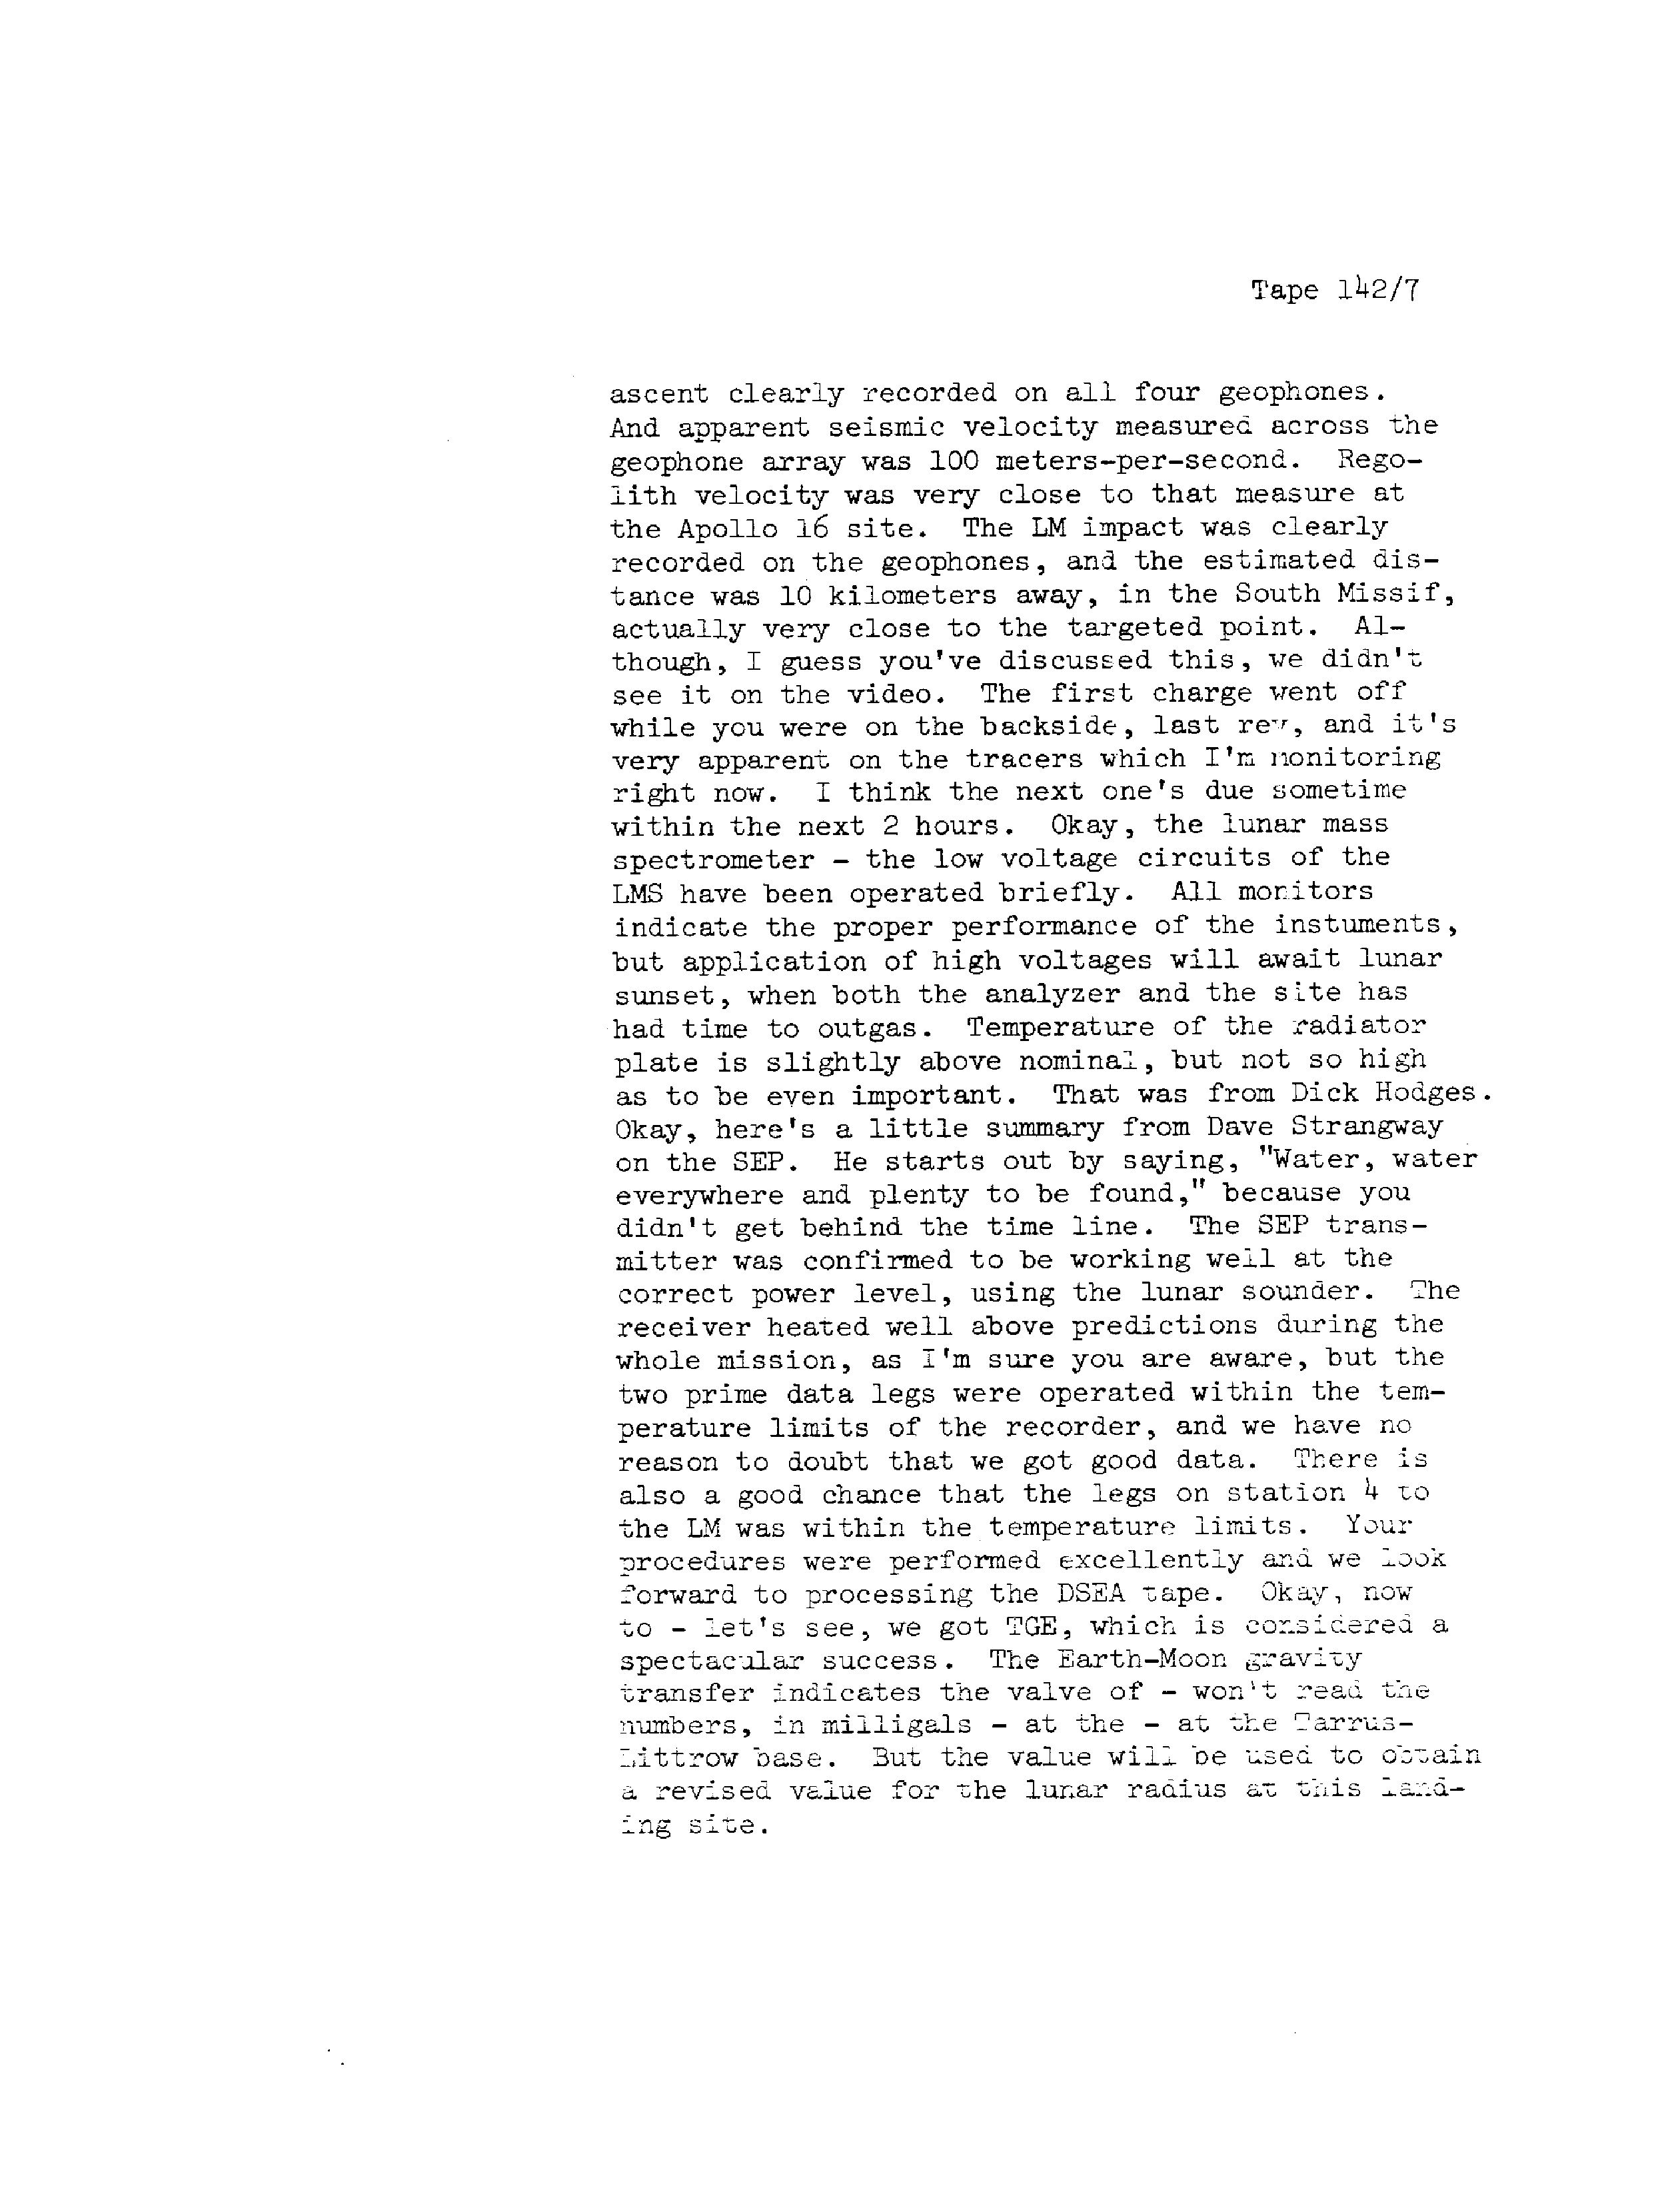 Tape 142/7
ascent clearly recorded on all four geophones.
And apparent seismic velocity measured across the
geophone array was 100 meters-per-second. Rego-
lith velocity was very close to that measure at
the Apollo 16 site. The LM impact was clearly
recorded on the geophones, and the estimated dis-
tance was 10 kilometers away, in the South Missif,
actually very close to the targeted point. Al-
though, I guess you've discussed this, we didn't
see it on the video. The first charge went off
while you were on the backside, last rev, and it's
very apparent on the tracers which I'm monitoring
right now. I think the next one's due sometime
within the next 2 hours. Okay, the lunar mass
spectrometer - the low voltage circuits of the
LMS have been operated briefly. All monitors
indicate the proper performance of the instuments,
but application of high voltages will await lunar
sunset, when both the analyzer and the site has
had time to outgas. Temperature of the radiator
plate is slightly above nominal, but not so high
as to be even important. That was from Dick Hodges.
Okay, here's a little summary from Dave Strangway
on the SEP. He starts out by saying, "Water, water
everywhere and plenty to be found," because you
didn't get behind the time line. The SEP trans-
mitter was confirmed to be working well at the
correct power level, using the lunar sounder. The
receiver heated well above predictions during the
whole mission, as I'm sure you are aware, but the
two prime data legs were operated within the tem-
perature limits of the recorder, and we have no
reason to doubt that we got good data. There is
also a good chance that the legs on station 4 to
the LM was within the temperature limits. Your
procedures were performed excellently and we look
forward to processing the DSEA tape. Okay, now
to - let's see, we got TGE, which is considered a
spectacular success. The Earth-Moon gravity
transfer indicates the valve of - won't read the
numbers, in milligals - at the - at the Tarrus-
Littrow base. But the value will be used to obtain
a revised value for the lunar radius at this land-
ing site.